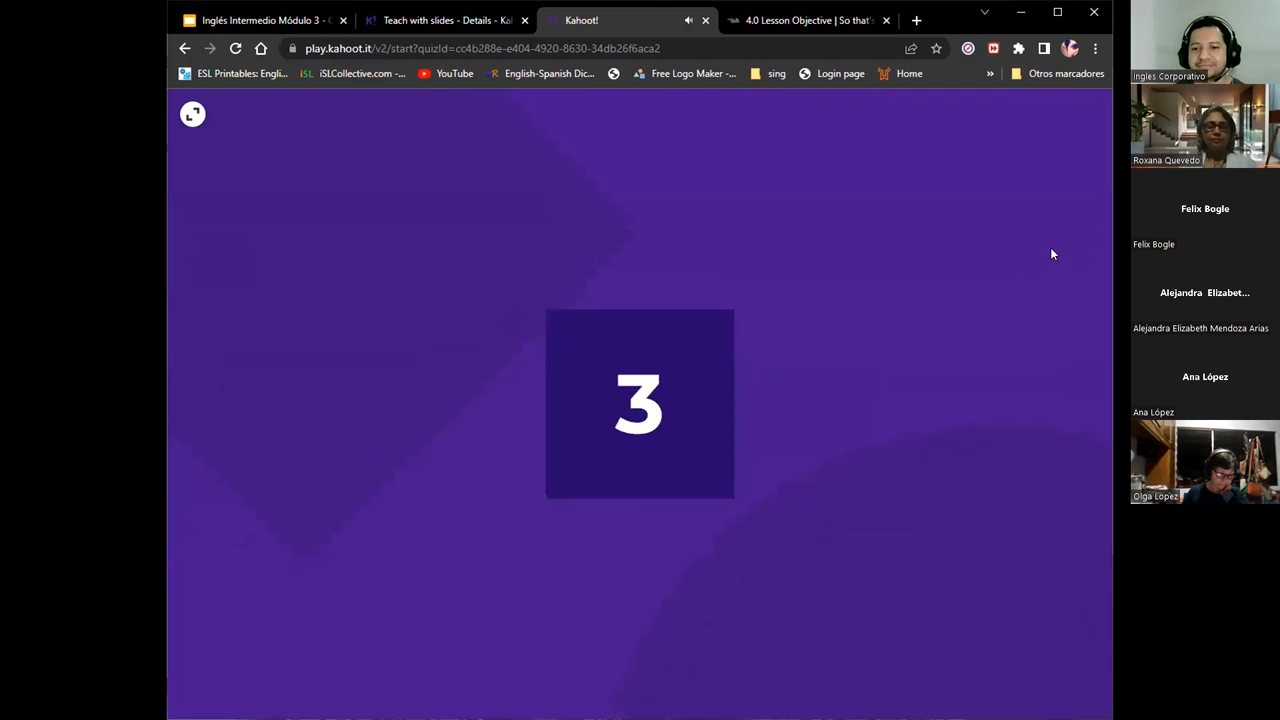 Inglés Intermedio Módulo 3 -
Teach with slides - Details - Ka
Kahoot!
4.0 Lesson Objective | So that's
play.kahoot.it/v2/start?quizId=cc4b288e-e404-4920-8630-34db26f6aca2
ESL Printables: Engli...
iSL
iSLCollective.com -...
YouTube
English-Spanish Dic...
Free Logo Maker -...
sing
Login page
Home
»
Otros marcadores
3
Ingles Corporativo
Roxana Quevedo
Felix Bogle
Felix Bogle
Alejandra Elizabet...
Alejandra Elizabeth Mendoza Arias
Ana López
Ana López
Olga Lopez